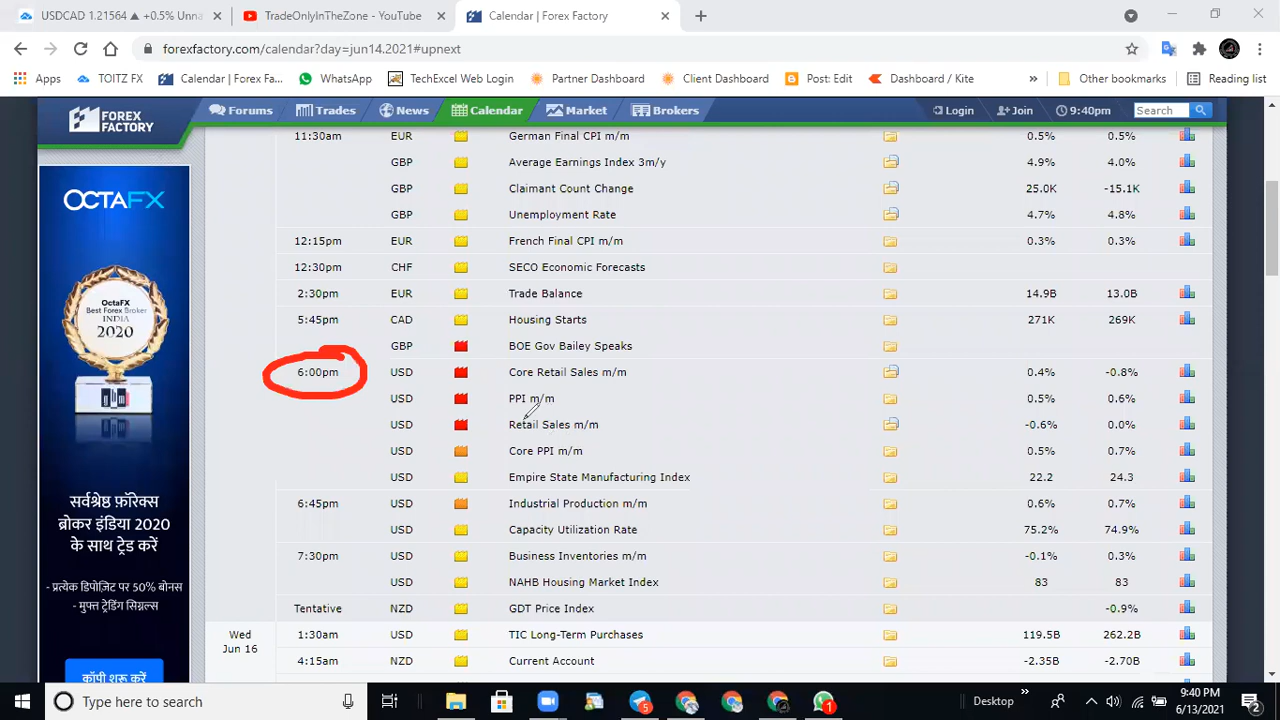 USDCAD 1.21564 ▲ +0.5% Unna
TradeOnlyInTheZone - YouTube
Calendar | Forex Factory
forexfactory.com/calendar?day=jun14.2021#upnext
Apps TOITZ FX Calendar | Forex Fa... WhatsApp TechExcel Web Login Partner Dashboard Client Dashboard Post: Edit Dashboard / Kite » Other bookmarks Reading list
FOREX
FACTORY
Forums Trades News Calendar Market Brokers Login Join 9:40pm Search
11:30am EUR German Final CPI m/m 0.5% 0.5%
GBP Average Earnings Index 3m/y 4.9% 4.0%
GBP Claimant Count Change 25.0K -15.1K
GBP Unemployment Rate 4.7% 4.8%
12:15pm EUR French Final CPI m/m 0.3% 0.3%
12:30pm CHF SECO Economic Forecasts
2:30pm EUR Trade Balance 14.9B 13.0B
5:45pm CAD Housing Starts 271K 269K
GBP BOE Gov Bailey Speaks
6:00pm USD Core Retail Sales m/m 0.4% -0.8%
USD PPI m/m 0.5% 0.6%
USD Retail Sales m/m -0.6% 0.0%
USD Core PPI m/m 0.5% 0.7%
USD Empire State Manufacturing Index 22.2 24.3
6:45pm USD Industrial Production m/m 0.6% 0.7%
USD Capacity Utilization Rate 75.2% 74.9%
7:30pm USD Business Inventories m/m -0.1% 0.3%
USD NAHB Housing Market Index 83 83
Tentative NZD GDT Price Index -0.9%
Wed
Jun 16
1:30am USD TIC Long-Term Purchases 119.5B 262.2B
4:15am NZD Current Account -2.35B -2.70B
OCTAFX
OctaFX
Best Forex Broker
INDIA
2020
सर्वश्रेष्ठ फ़ॉरेक्स
ब्रोकर इंडिया 2020
के साथ ट्रेड करें
- प्रत्येक डिपोज़िट पर 50% बोनस
- मुफ्त ट्रेडिंग सिग्नल्स
कॉपी शुरू करें
Type here to search
5
1
Desktop »
9:40 PM
6/13/2021
2